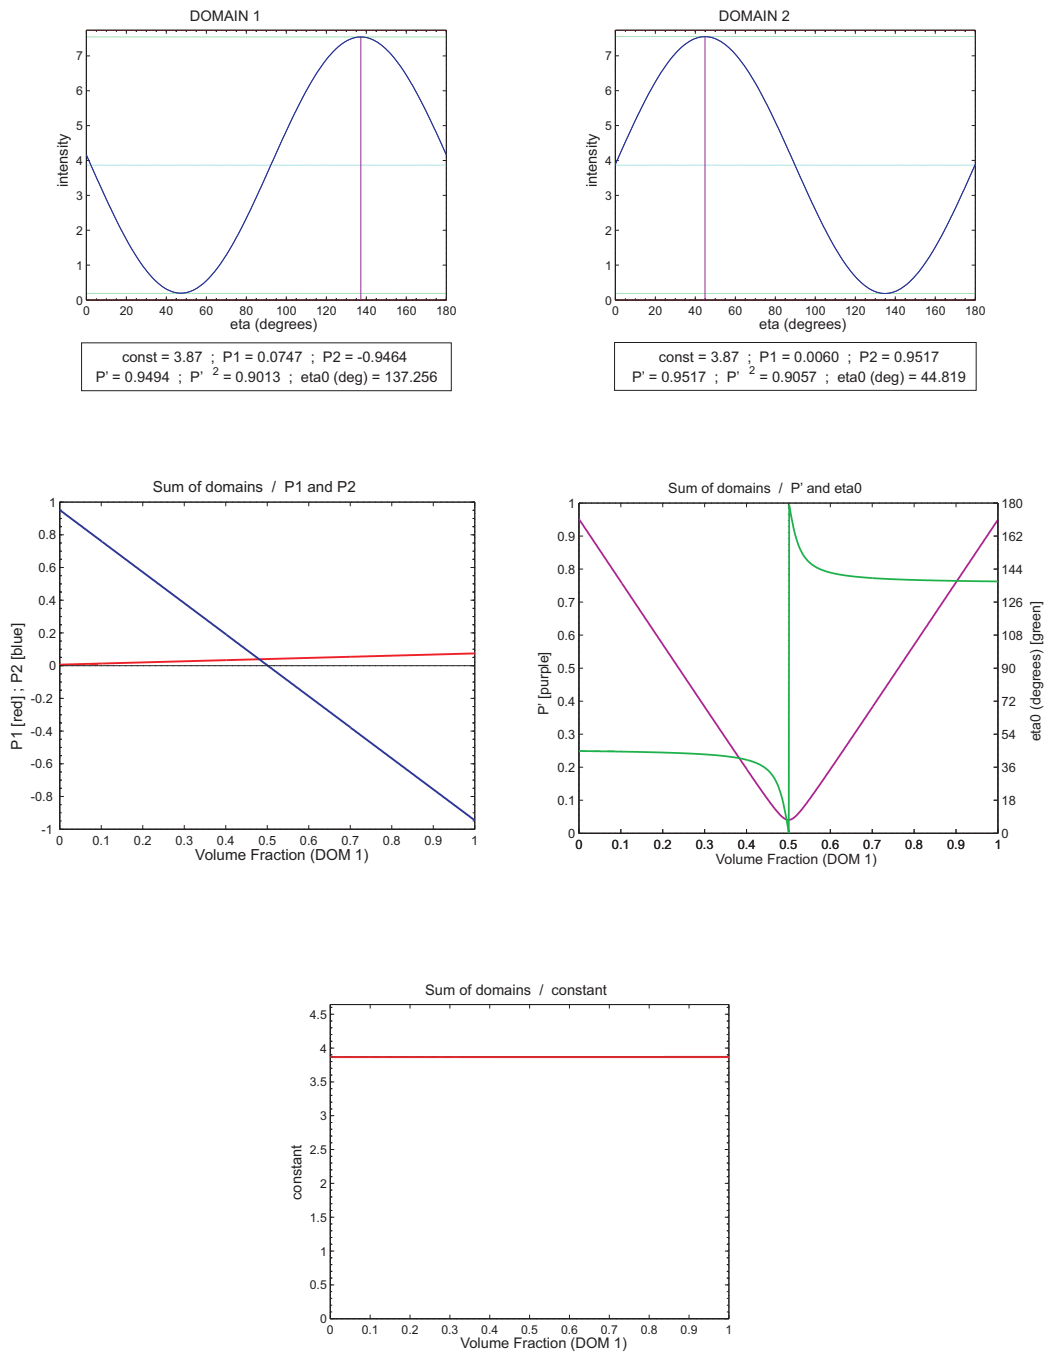 DOMAIN 1
7
6
5
4
3
2
1
0
intensity
0 20 40 60 80 100 120 140 160 180
eta (degrees)
const = 3.87 ; P1 = 0.0747 ; P2 = -0.9464
P' = 0.9494 ; P' 2 = 0.9013 ; eta0 (deg) = 137.256
DOMAIN 2
7
6
5
4
3
2
1
0
intensity
0 20 40 60 80 100 120 140 160 180
eta (degrees)
const = 3.87 ; P1 = 0.0060 ; P2 = 0.9517
P' = 0.9517 ; P' 2 = 0.9057 ; eta0 (deg) = 44.819
Sum of domains / P1 and P2
1
0.8
0.6
0.4
0.2
0
-0.2
-0.4
-0.6
-0.8
-1
P1 [red] ; P2 [blue]
0 0.1 0.2 0.3 0.4 0.5 0.6 0.7 0.8 0.9 1
Volume Fraction (DOM 1)
Sum of domains / P' and eta0
1
0.9
0.8
0.7
0.6
0.5
0.4
0.3
0.2
0.1
0
P' [purple]
180
162
144
126
108
90
72
54
36
18
0
eta0 (degrees) [green]
0 0.1 0.2 0.3 0.4 0.5 0.6 0.7 0.8 0.9 1
Volume Fraction (DOM 1)
Sum of domains / constant
4.5
4
3.5
3
2.5
2
1.5
1
0.5
0
constant
0 0.1 0.2 0.3 0.4 0.5 0.6 0.7 0.8 0.9 1
Volume Fraction (DOM 1)